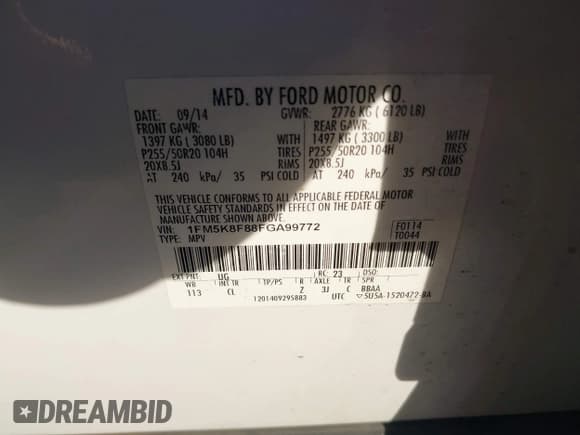 MFD. BY FORD MOTOR CO.
DATE: 09/14 GVWR: 2776 KG ( 6120 LB)
FRONT GAWR: REAR GAWR:
1397 KG ( 3080 LB) WITH 1497 KG ( 3300 LB) WITH
P255/50R20 104H TIRES P255/50R20 104H TIRES
20X8.5J RIMS 20X8.5J RIMS
AT 240 kPa/ 35 PSI COLD AT 240 kPa/ 35 PSI COLD
THIS VEHICLE CONFORMS TO ALL APPLICABLE FEDERAL MOTOR
VEHICLE SAFETY AND THEFT PREVENTION STANDARDS IN EFFECT
ON THE DATE OF MANUFACTURE SHOWN ABOVE.
VIN: 1FM5K8F88FGA99772 F0114
TYPE: MPV T0044
EXT PNT: UG RC: 23 DSO:
WB INT TR TP/PS R AXLE TR SPR
113 CL Z 3J C BBAA
1201409295883 UTC ▽5U5A-1520472-BA
DREAMBID